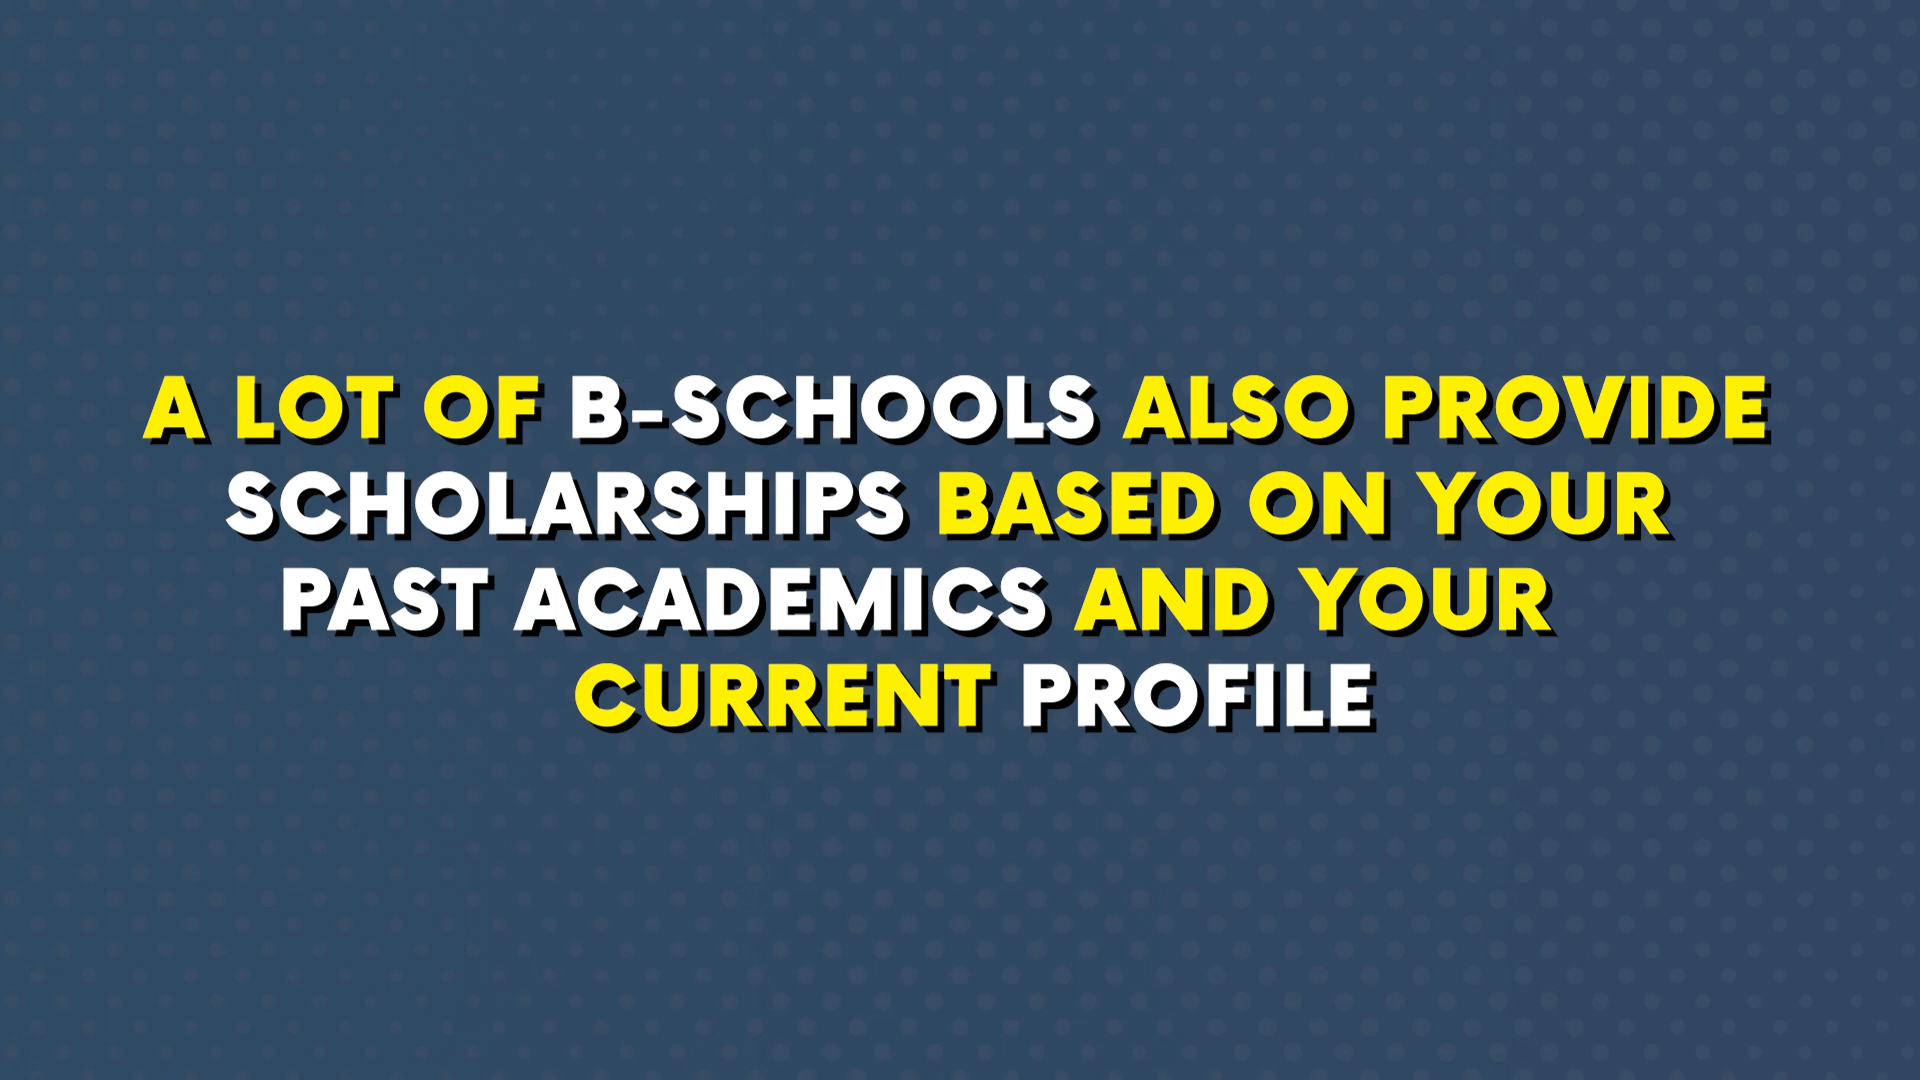 A LOT OF B-SCHOOLS ALSO PROVIDE
SCHOLARSHIPS BASED ON YOUR
PAST ACADEMICS AND YOUR
CURRENT PROFILE